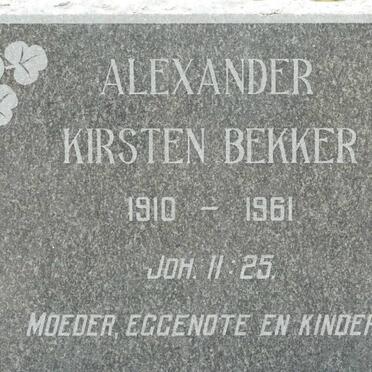 ALEXANDER
KIRSTEN BEKKER
1910 – 1961
JOH. 11:25.
MOEDER, EGGENOTE EN KINDER